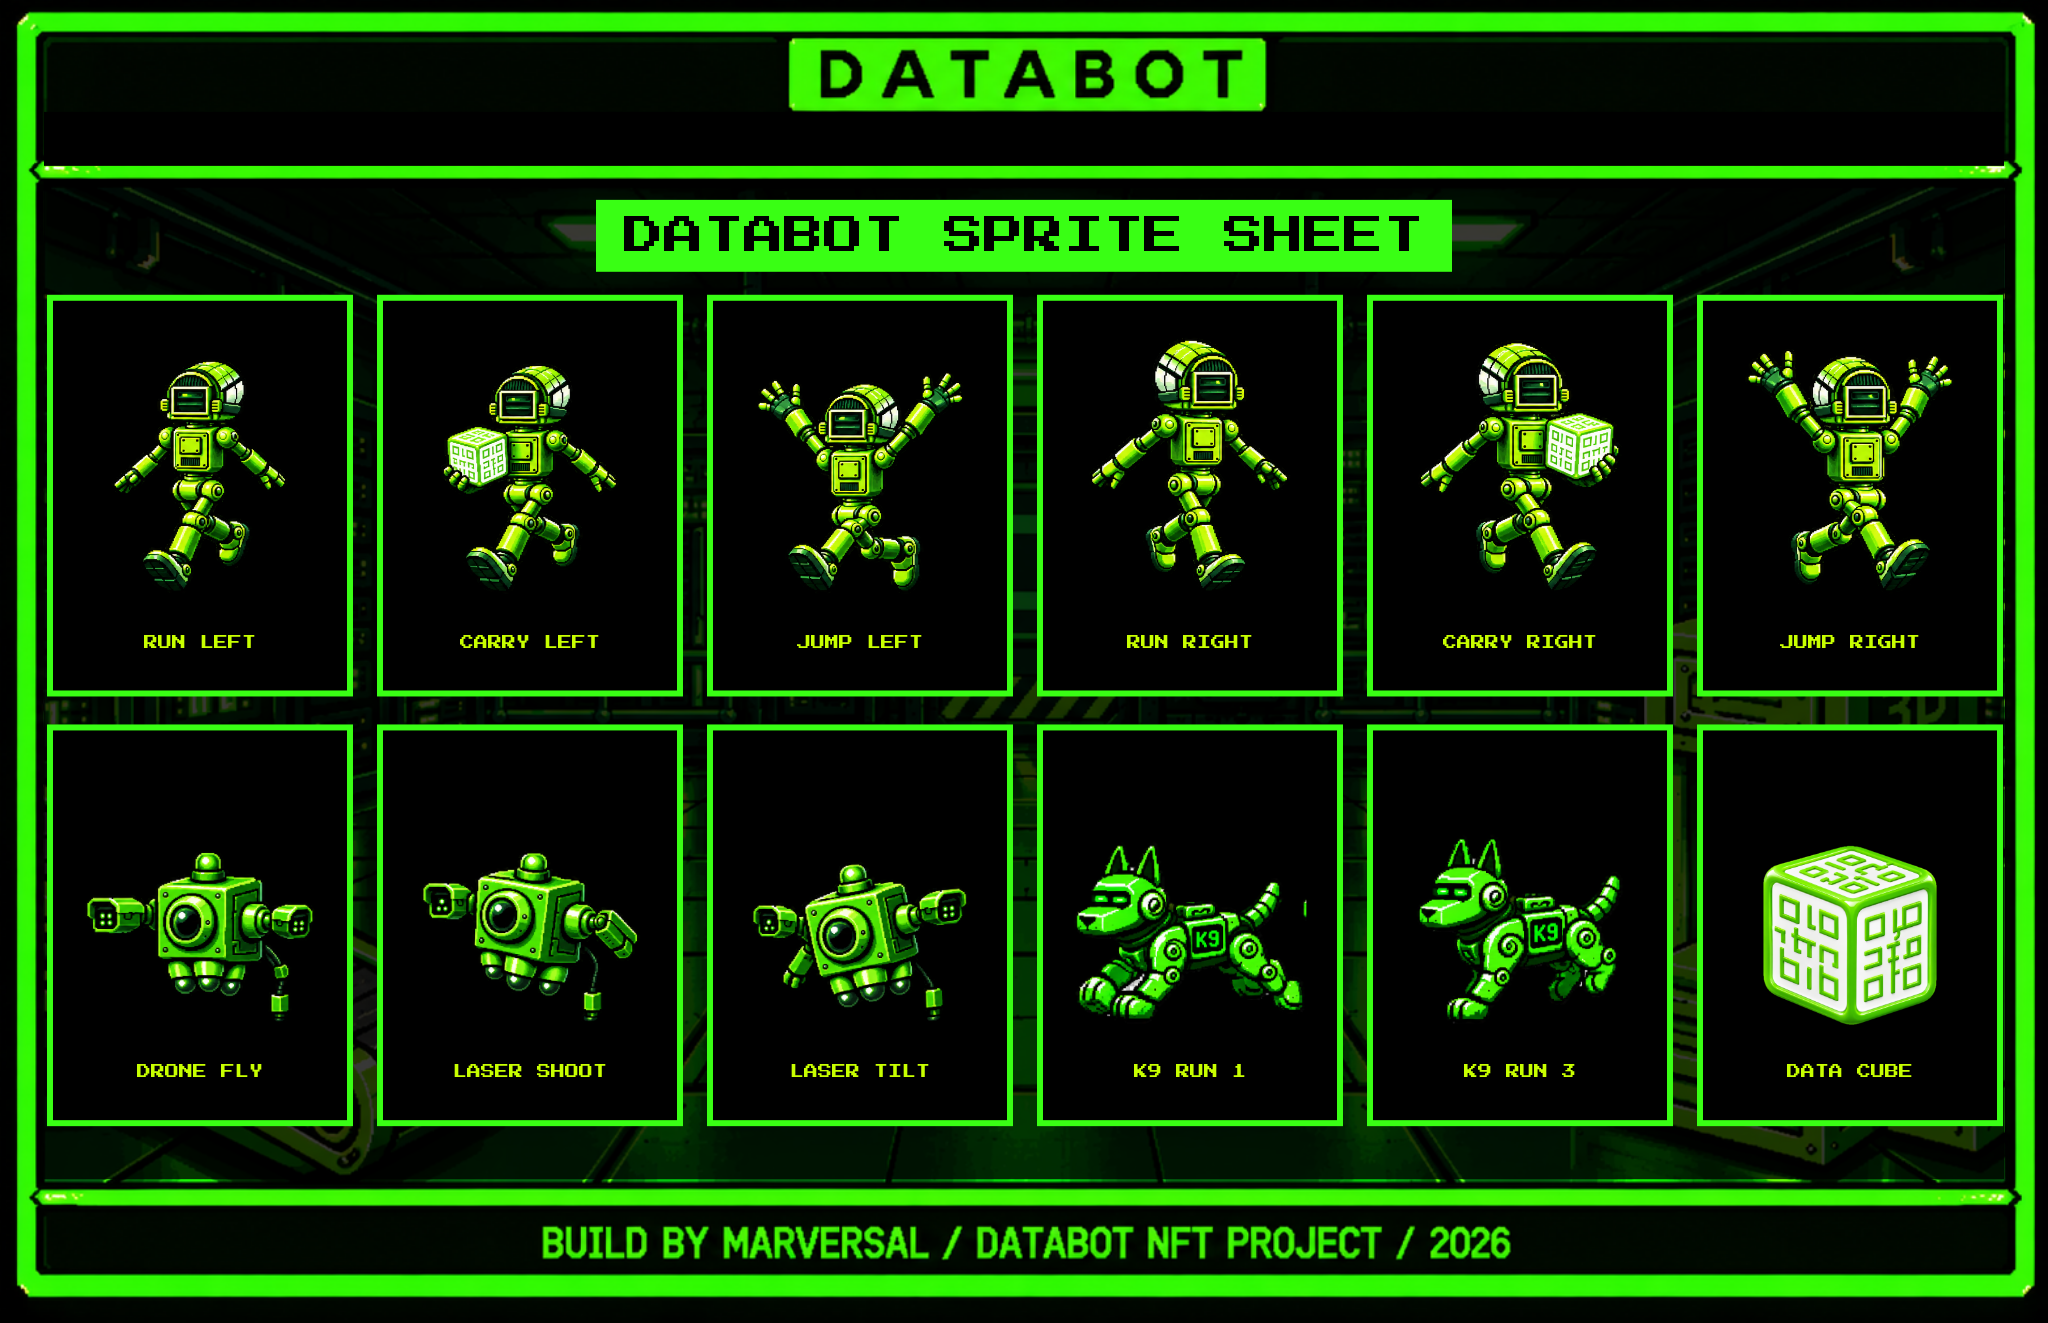 DATABOT
DATABOT SPRITE SHEET
RUN LEFT
CARRY LEFT
JUMP LEFT
RUN RIGHT
CARRY RIGHT
JUMP RIGHT
3D
K9
K9
DRONE FLY
LASER SHOOT
LASER TILT
K9 RUN 1
K9 RUN 3
DATA CUBE
BUILD BY MARVERSAL / DATABOT NFT PROJECT / 2026